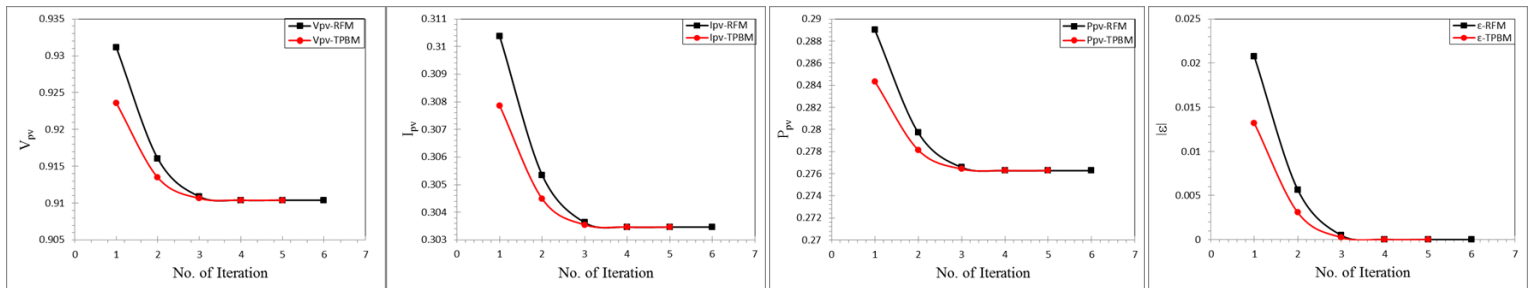 0.935
0.93
0.925
0.92
0.915
0.91
0.905
0 1 2 3 4 5 6 7
V_pv
No. of Iteration
Vpv-RFM
Vpv-TPBM
0.311
0.31
0.309
0.308
0.307
0.306
0.305
0.304
0.303
0 1 2 3 4 5 6 7
I_pv
No. of Iteration
Ipv-RFM
Ipv-TPBM
0.29
0.288
0.286
0.284
0.282
0.28
0.278
0.276
0.274
0.272
0.27
0 1 2 3 4 5 6 7
P_pv
No. of Iteration
Ppv-RFM
Ppv-TPBM
0.025
0.02
0.015
0.01
0.005
0
0 1 2 3 4 5 6 7
|ε|
No. of Iteration
ε-RFM
ε-TPBM